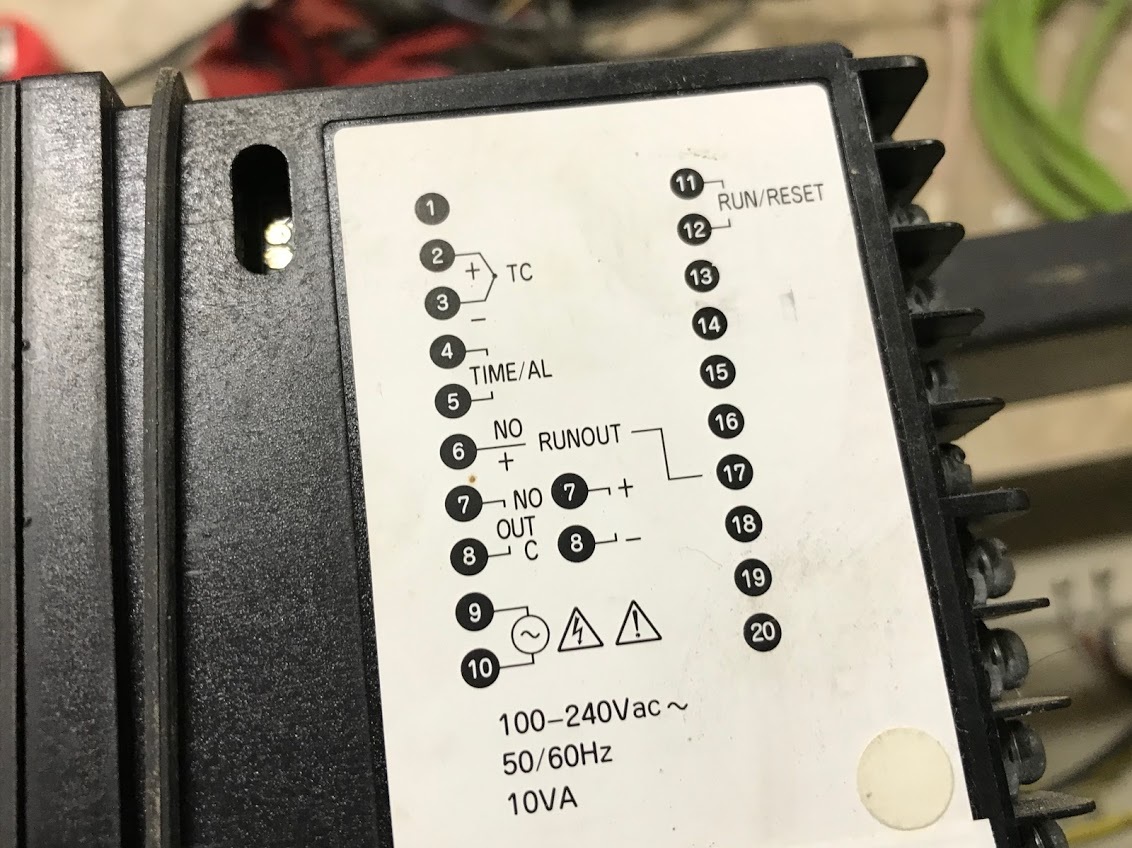 1
2 + TC
3 −
4
TIME/AL
5
6 NO + RUNOUT
7 NO 7 +
OUT
8 C 8 −
9
~
10
100–240Vac ~
50/60Hz
10VA
11
RUN/RESET
12
13
14
15
16
17
18
19
20